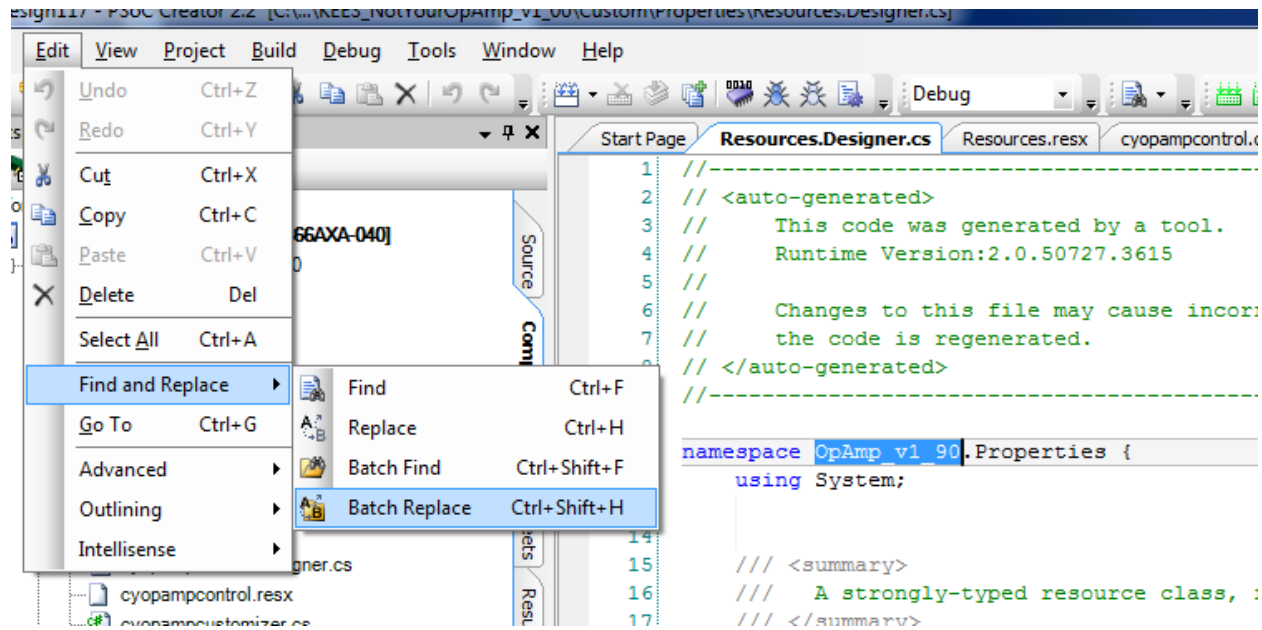 esign117 - PSoC Creator 2.2 [C:\...\KEES_NotYourOpAmp_v1_00\Custom\Properties\Resources.Designer.cs]
Edit View Project Build Debug Tools Window Help
Debug
Undo Ctrl+Z
Redo Ctrl+Y
Cut Ctrl+X
Copy Ctrl+C
Paste Ctrl+V
Delete Del
Select All Ctrl+A
Find and Replace
Go To Ctrl+G
Advanced
Outlining
Intellisense
Find Ctrl+F
Replace Ctrl+H
Batch Find Ctrl+Shift+F
Batch Replace Ctrl+Shift+H
66AXA-040]
Source
Comp
gner.cs
cyopampcontrol.resx
cyopampcustomizer.cs
Start Page Resources.Designer.cs Resources.resx cyopampcontrol.c
1 //-----------------------------------------
2 // <auto-generated>
3 //     This code was generated by a tool.
4 //     Runtime Version:2.0.50727.3615
5 //
6 //     Changes to this file may cause incorr
7 //     the code is regenerated.
// </auto-generated>
//-----------------------------------------
namespace OpAmp_v1_90.Properties {
using System;
14
15 /// <summary>
16 ///   A strongly-typed resource class,
17 /// </summary>